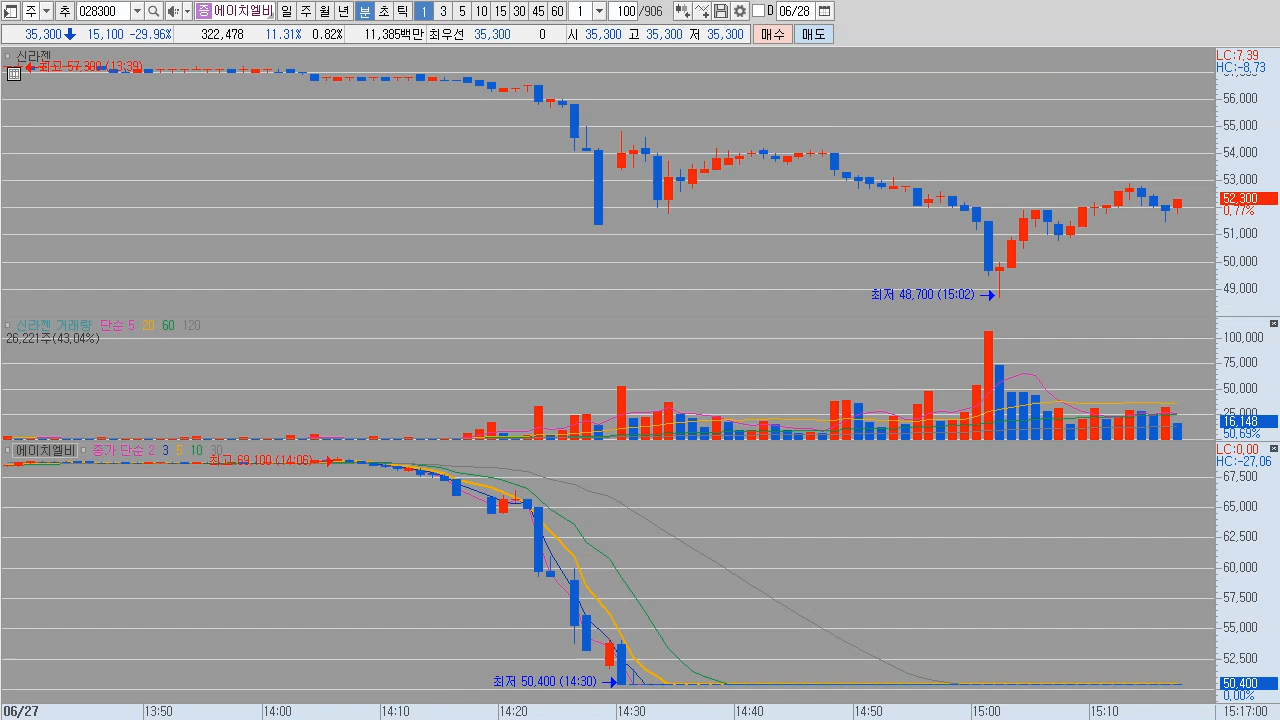 주 추 028300 증 에이치엘비 일 주 월 년 분 초 틱 1 3 5 10 15 30 45 60 1 100 /906 D 06/28
35,300 15,100 -29.96% 322,478 11.31% 0.82% 11,385백만 최우선 35,300 0 시 35,300 고 35,300 저 35,300 매수 매도
신라젠
최고 57,300 (13:39)
LC:7,39
HC:-8,73
56,000
55,000
54,000
53,000
52,300
0,77%
51,000
50,000
49,000
최저 48,700 (15:02)
신라젠 거래량 단순 5 20 60 120
26,221주(43,04%)
100,000
75,000
50,000
16,148
50,69%
에이치엘비 종가 단순 2 3 5 10 30
최고 69,100 (14:06)
LC:0,00
HC:-27,06
67,500
65,000
62,500
60,000
57,500
55,000
52,500
50,400
0,00%
최저 50,400 (14:30)
06/27 13:50 14:00 14:10 14:20 14:30 14:40 14:50 15:00 15:10 15:17:00